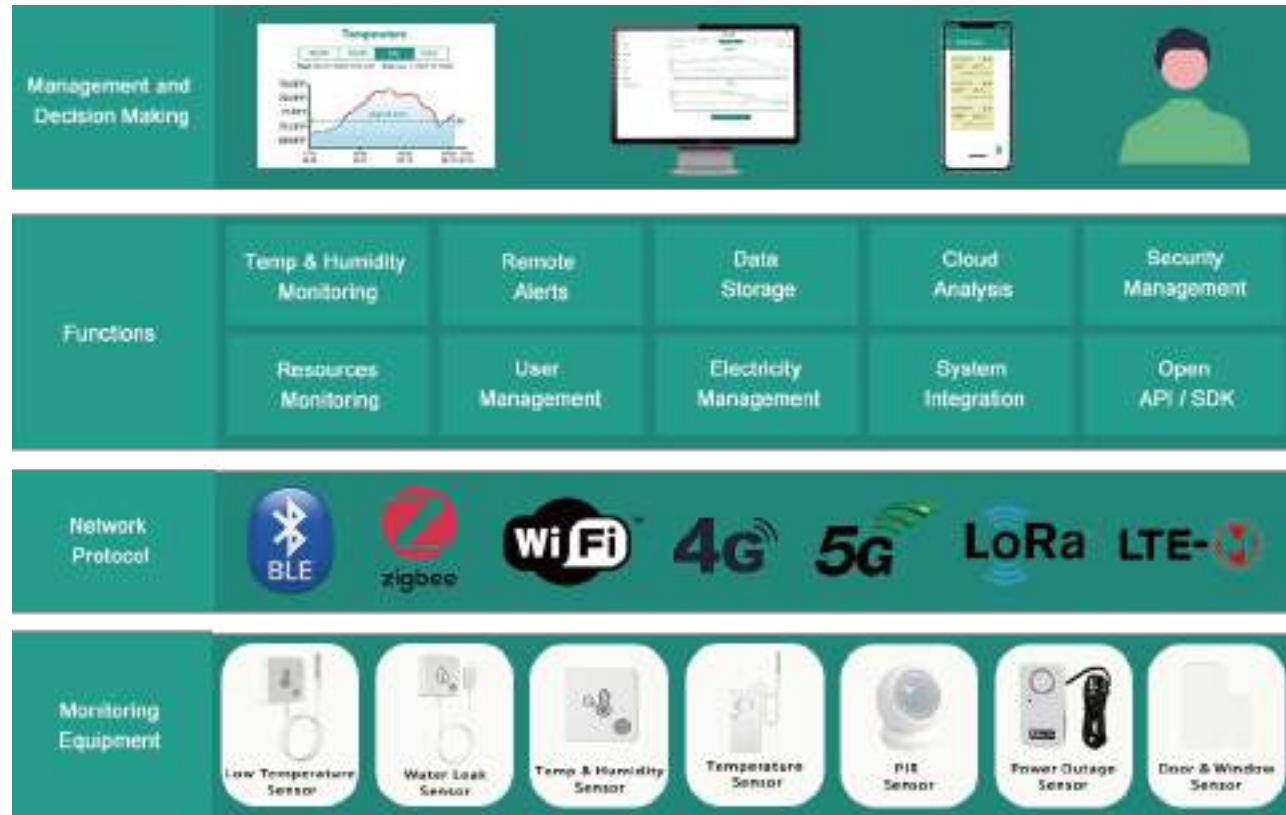 Management and
Decision Making
Temperature
Functions
Temp & Humidity
Monitoring
Remote
Alerts
Data
Storage
Cloud
Analysis
Security
Management
Resources
Monitoring
User
Management
Electricity
Management
System
Integration
Open
API / SDK
Network
Protocol
BLE
zigbee
WiFi
4G
5G
LoRa
LTE-M
Monitoring
Equipment
Low Temperature
Sensor
Water Leak
Sensor
Temp & Humidity
Sensor
Temperature
Sensor
PIR
Sensor
Power Outage
Sensor
Door & Window
Sensor